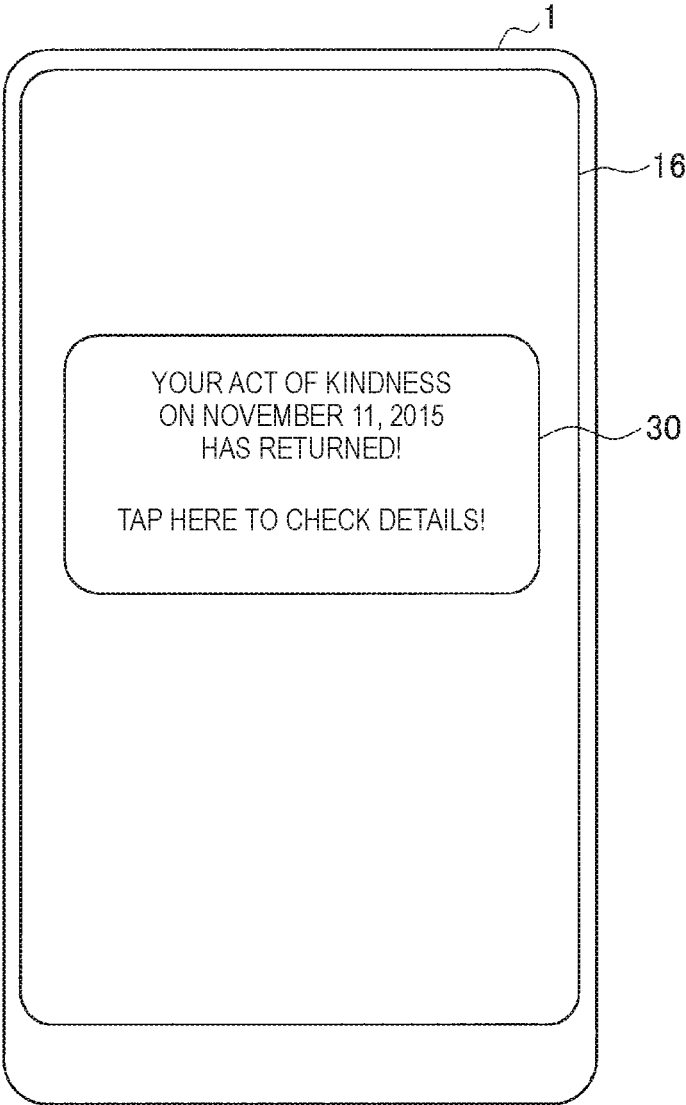 1
16
YOUR ACT OF KINDNESS
ON NOVEMBER 11, 2015
HAS RETURNED!
30
TAP HERE TO CHECK DETAILS!